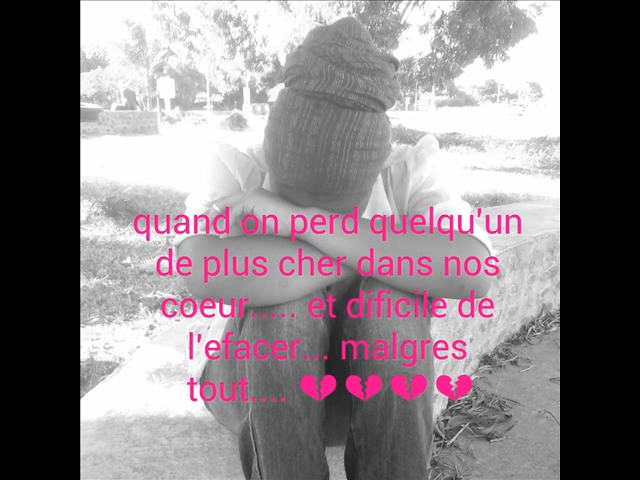 quand on perd quelqu'un
de plus cher dans nos
coeur..... et dificile de
l'efacer... malgres
tout.... 💔💔💔💔